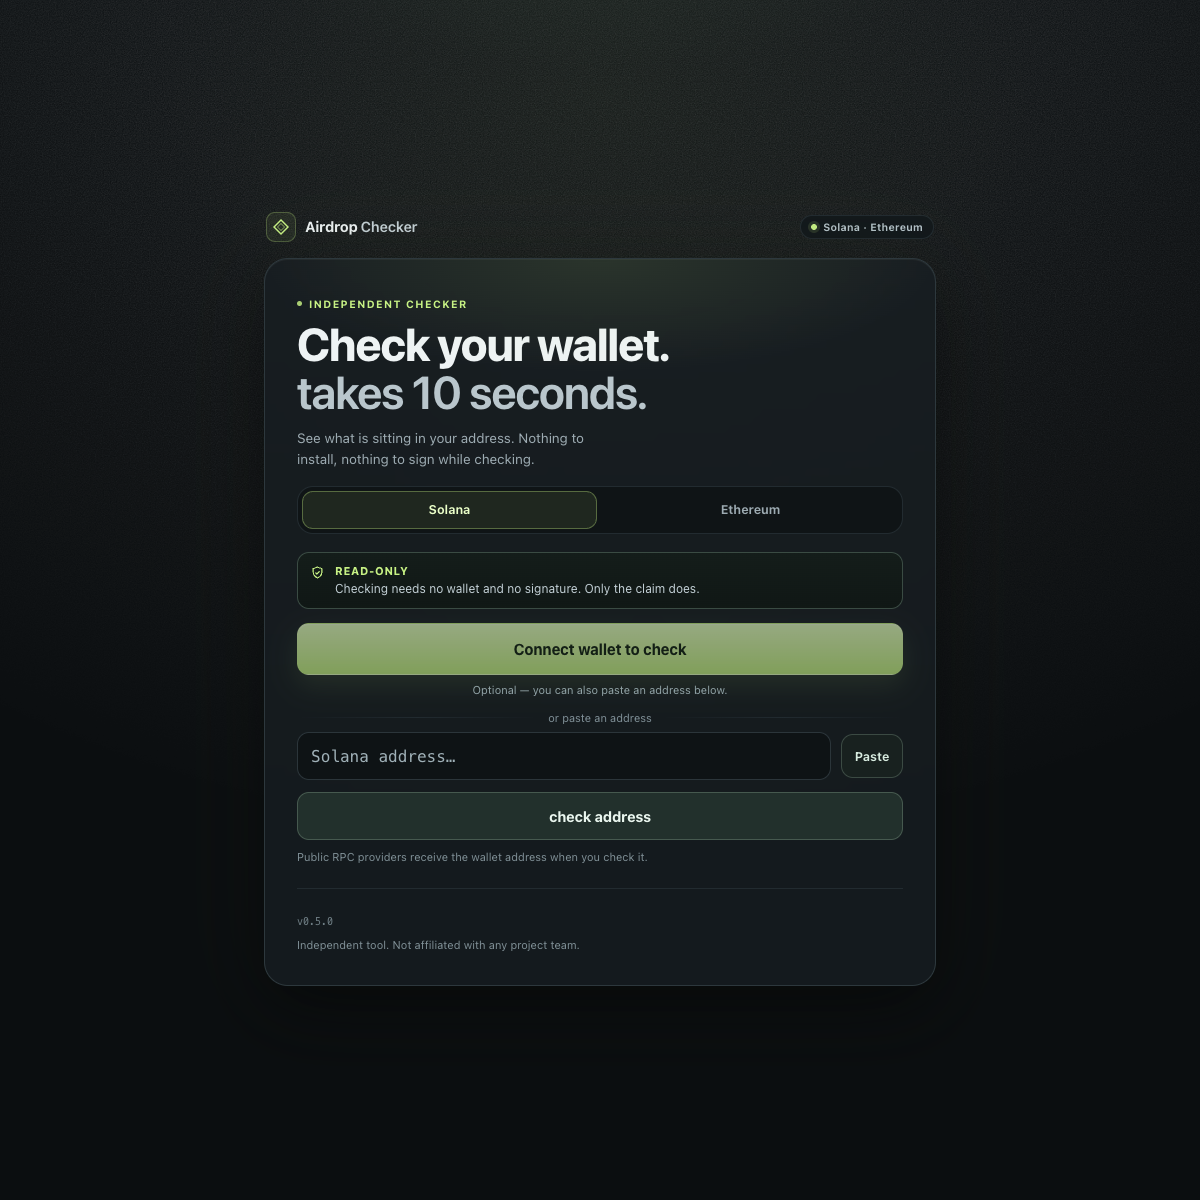 Airdrop Checker
Solana · Ethereum
INDEPENDENT CHECKER
Check your wallet.
takes 10 seconds.
See what is sitting in your address. Nothing to
install, nothing to sign while checking.
Solana
Ethereum
READ-ONLY
Checking needs no wallet and no signature. Only the claim does.
Connect wallet to check
Optional — you can also paste an address below.
or paste an address
Solana address…
Paste
check address
Public RPC providers receive the wallet address when you check it.
v0.5.0
Independent tool. Not affiliated with any project team.